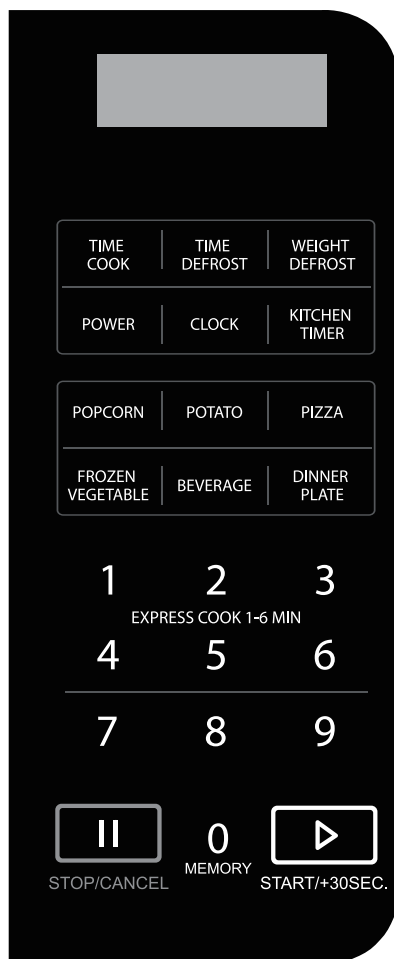 TIME COOK
TIME DEFROST
WEIGHT DEFROST
POWER
CLOCK
KITCHEN TIMER
POPCORN
POTATO
PIZZA
FROZEN VEGETABLE
BEVERAGE
DINNER PLATE
1 2 3
EXPRESS COOK 1-6 MIN
4 5 6
7 8 9
0
MEMORY
STOP/CANCEL
START/+30SEC.